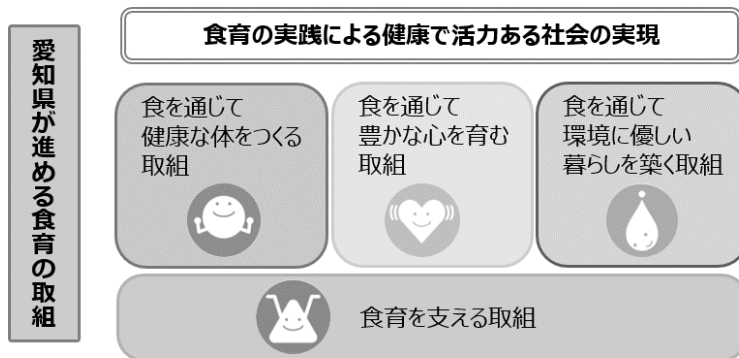 愛知県が進める食育の取組
食育の実践による健康で活力ある社会の実現
食を通じて
健康な体をつくる
取組
食を通じて
豊かな心を育む
取組
食を通じて
環境に優しい
暮らしを築く取組
食育を支える取組